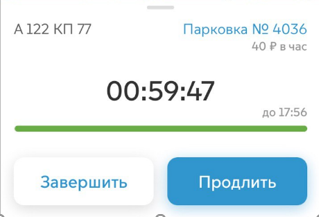 А 122 КП 77 Парковка № 4036
40 ₽ в час
00:59:47
до 17:56
Завершить Продлить